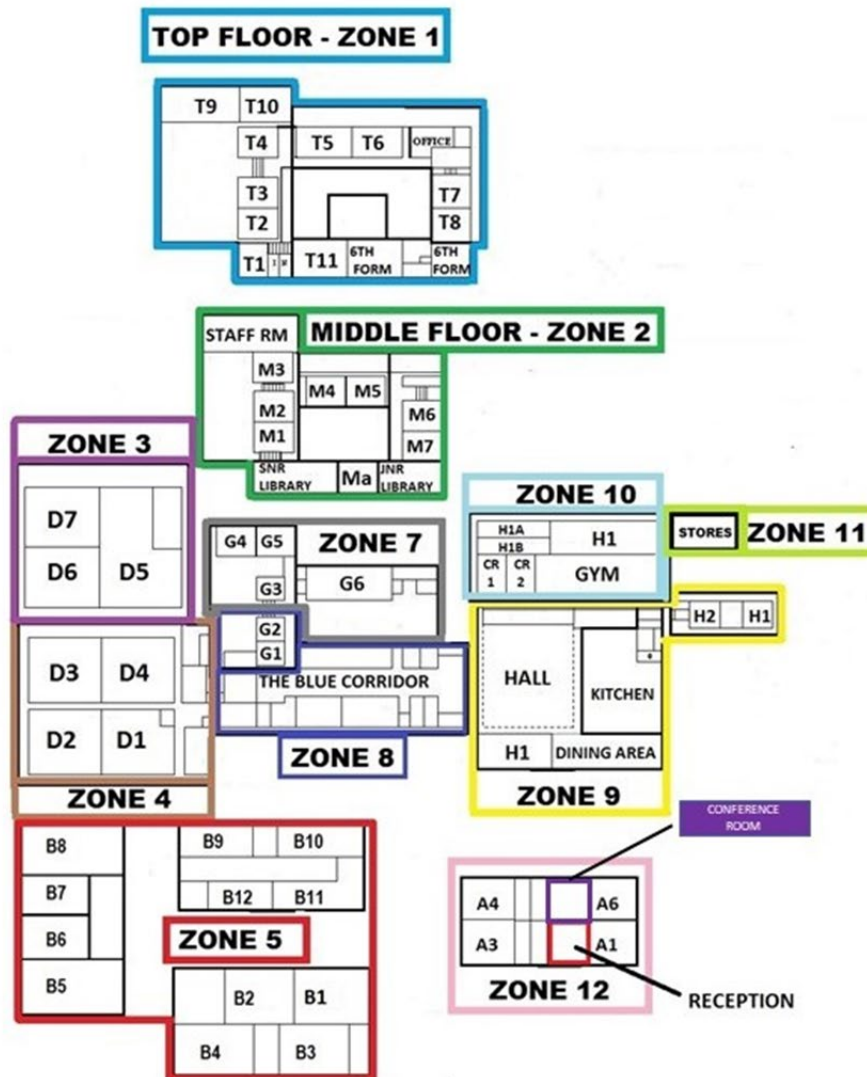 TOP FLOOR - ZONE 1
T9 T10
T4 T5 T6 OFFICE
T3 T7
T2 T8
T1 T11 6TH FORM 6TH FORM
STAFF RM MIDDLE FLOOR - ZONE 2
M3
M4 M5
M2 M6
M1 M7
SNR LIBRARY Ma JNR LIBRARY
ZONE 3
D7
D6 D5
ZONE 10
H1A H1
H1B
CR 1 CR 2 GYM
STORES ZONE 11
G4 G5 ZONE 7
G3 G6
G2
G1
THE BLUE CORRIDOR
ZONE 8
D3 D4
D2 D1
ZONE 4
H2 H1
HALL KITCHEN
H1 DINING AREA
ZONE 9
CONFERENCE
ROOM
B8 B9 B10
B7 B12 B11
B6 ZONE 5
B5 B2 B1
B4 B3
A4 A6
A3 A1
ZONE 12
RECEPTION